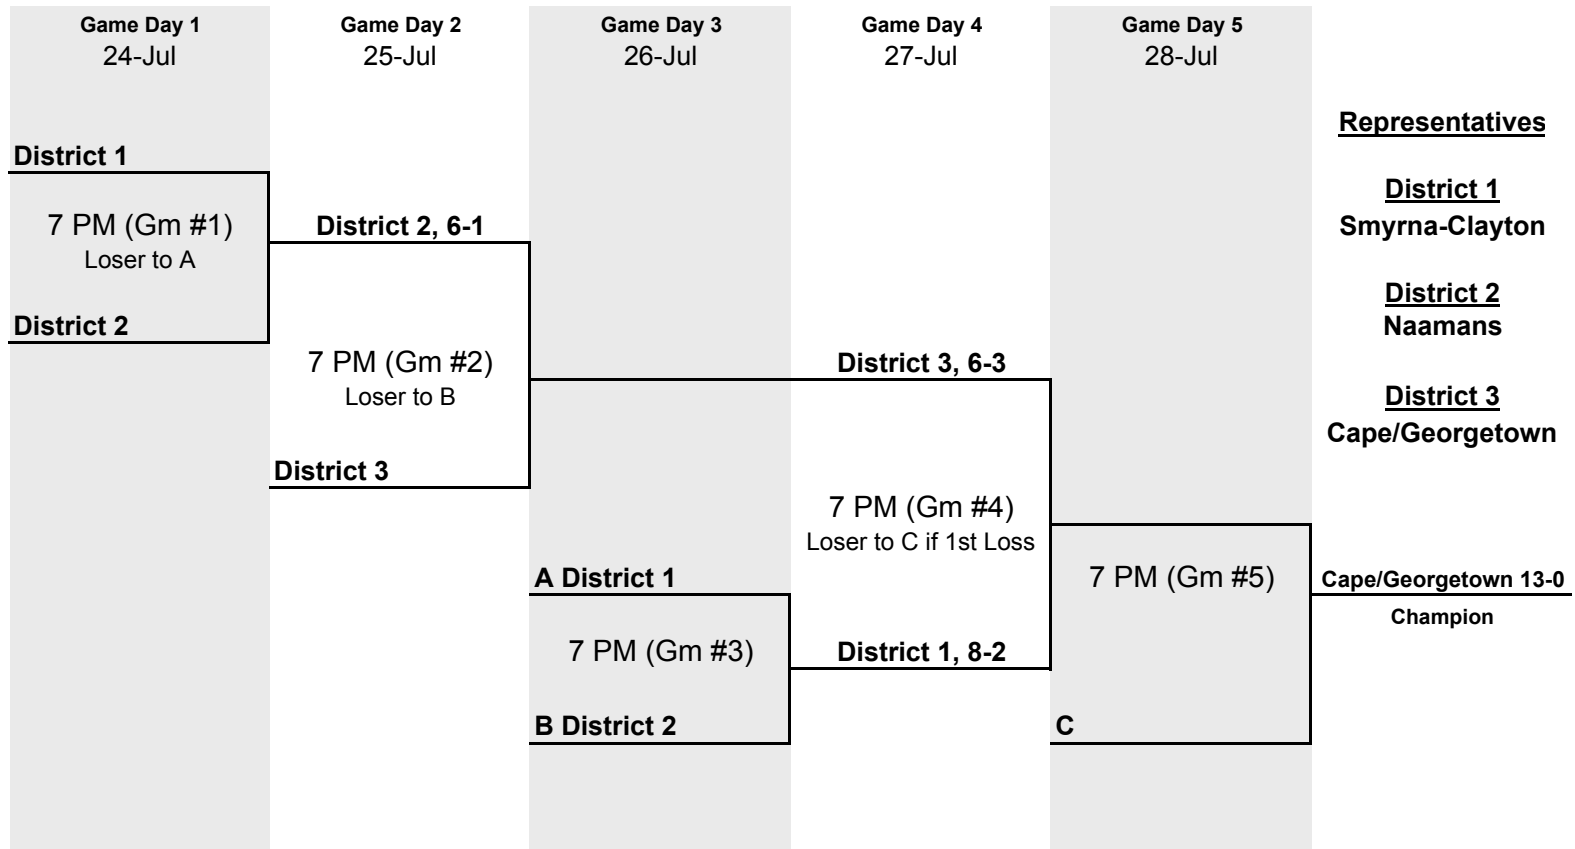 Game Day 1
24-Jul
Game Day 2
25-Jul
Game Day 3
26-Jul
Game Day 4
27-Jul
Game Day 5
28-Jul
District 1
7 PM (Gm #1)
Loser to A
District 2
District 2, 6-1
7 PM (Gm #2)
Loser to B
District 3
A District 1
7 PM (Gm #3)
B District 2
District 3, 6-3
7 PM (Gm #4)
Loser to C if 1st Loss
District 1, 8-2
7 PM (Gm #5)
C
Cape/Georgetown 13-0
Champion
Representatives
District 1
Smyrna-Clayton
District 2
Naamans
District 3
Cape/Georgetown